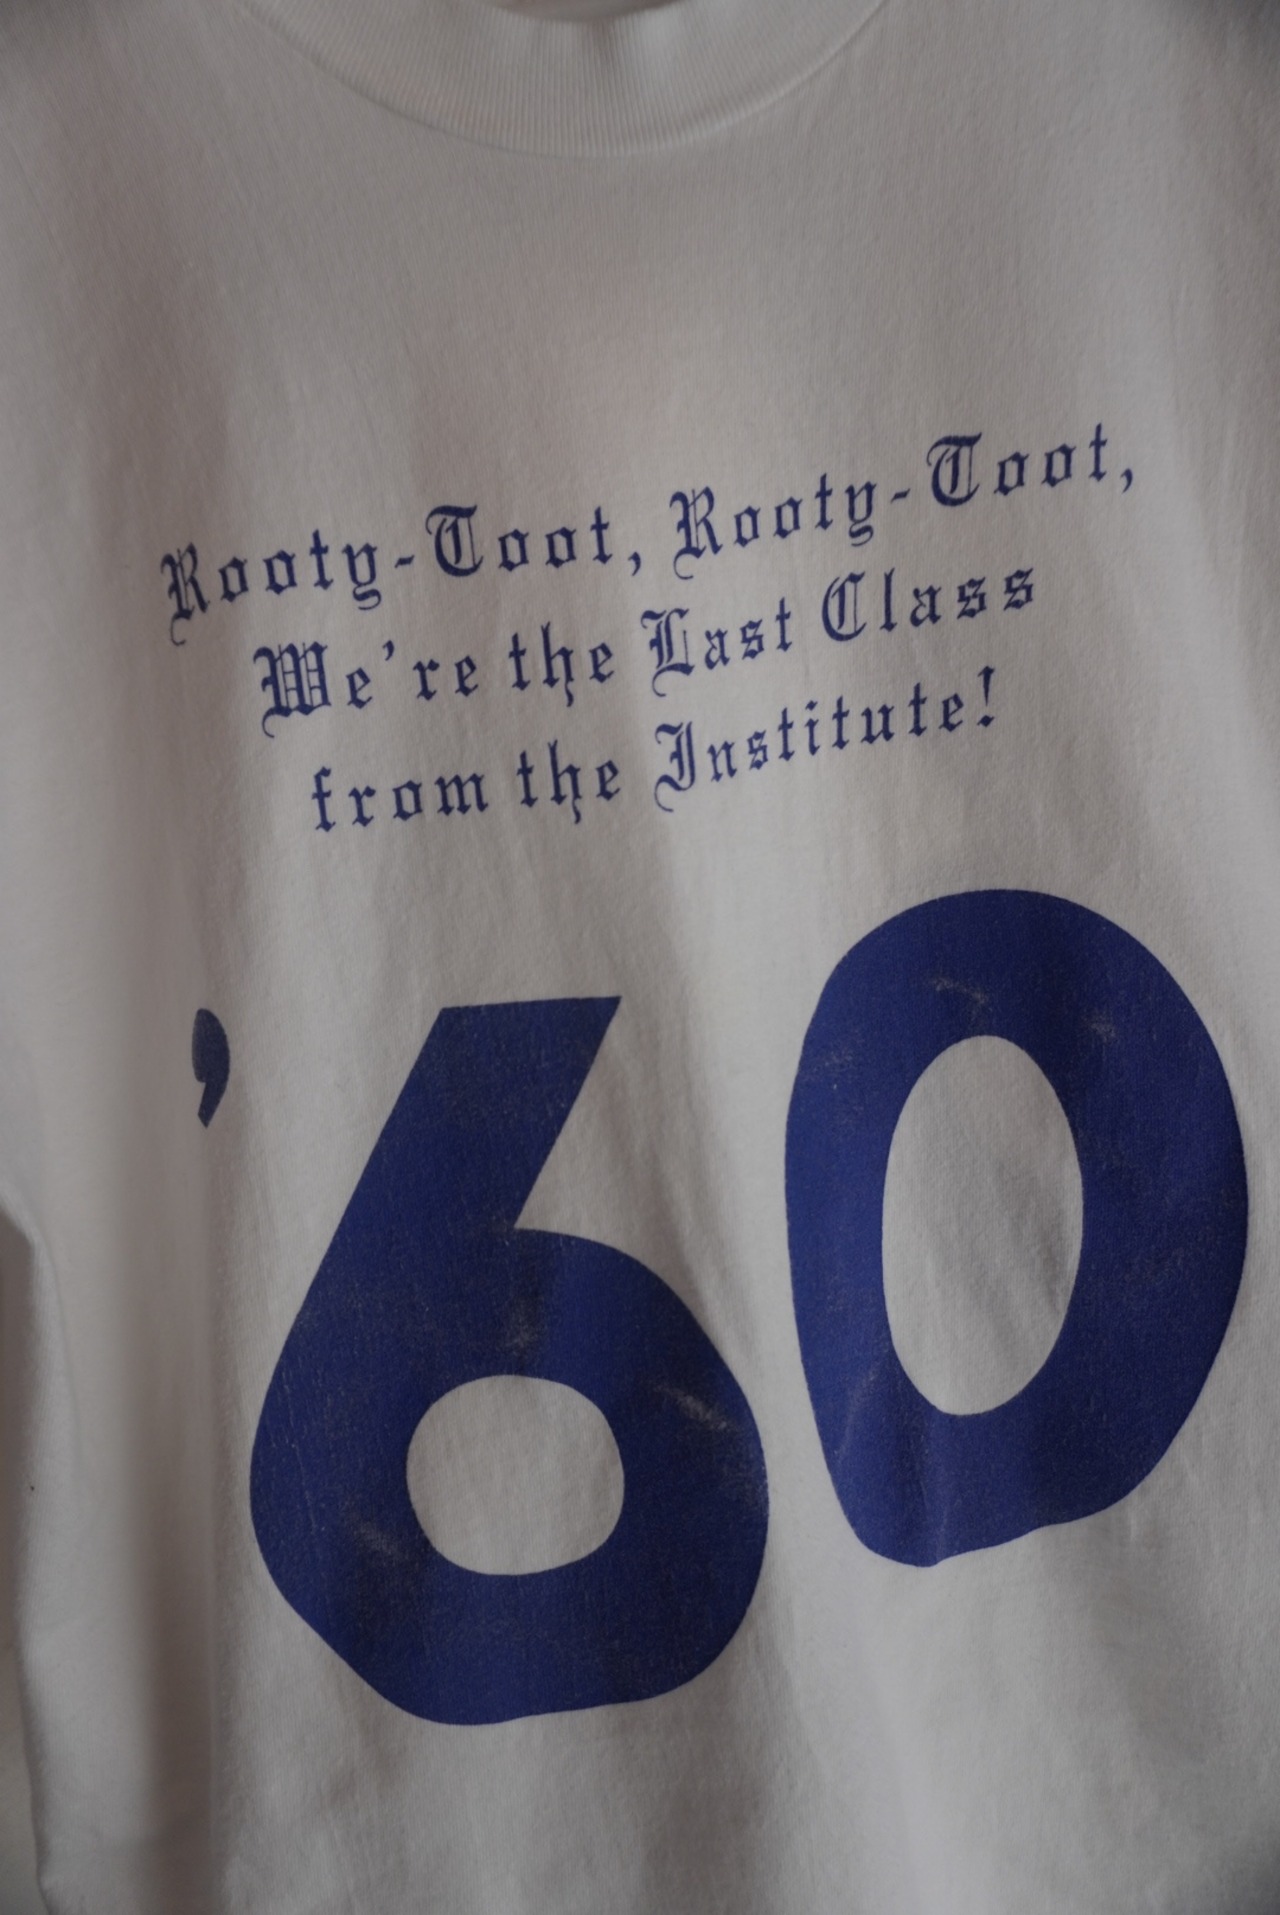 Rooty-Toot, Rooty-Toot,
We're the Last Class
from the Institute!
'60